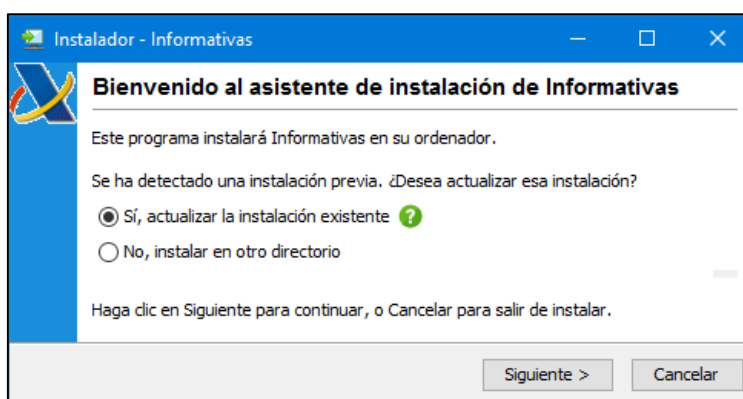 Instalador - Informativas
Bienvenido al asistente de instalación de Informativas
Este programa instalará Informativas en su ordenador.
Se ha detectado una instalación previa. ¿Desea actualizar esa instalación?
Sí, actualizar la instalación existente ?
No, instalar en otro directorio
Haga clic en Siguiente para continuar, o Cancelar para salir de instalar.
Siguiente > Cancelar